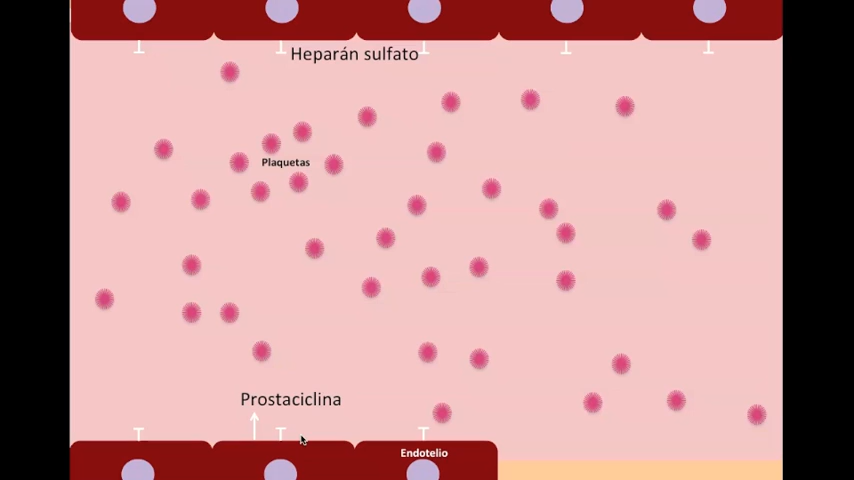 Heparán sulfato
Plaquetas
Prostaciclina
Endotelio